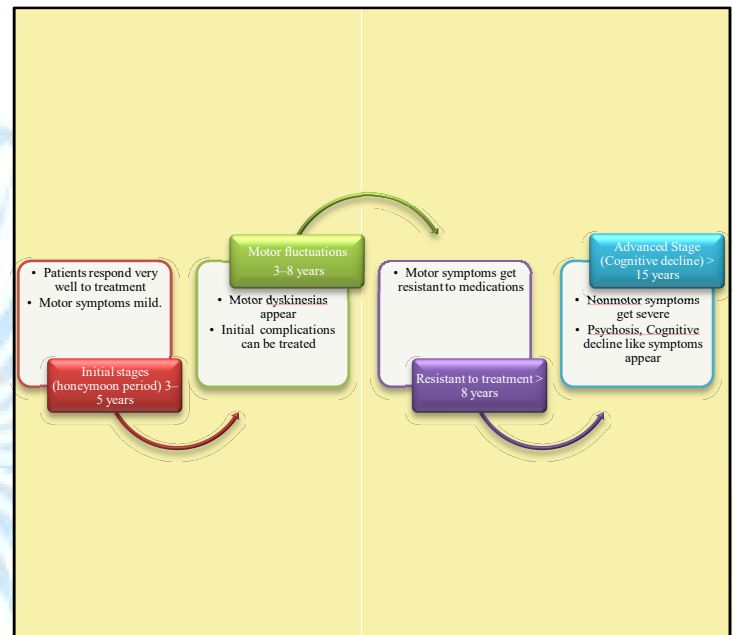 • Patients respond very
well to treatment
• Motor symptoms mild.
Initial stages
(honeymoon period) 3–
5 years
Motor fluctuations
3–8 years
• Motor dyskinesias
appear
• Initial complications
can be treated
• Motor symptoms get
resistant to medications
Resistant to treatment >
8 years
Advanced Stage
(Cognitive decline) >
15 years
• Nonmotor symptoms
get severe
• Psychosis, Cognitive
decline like symptoms
appear